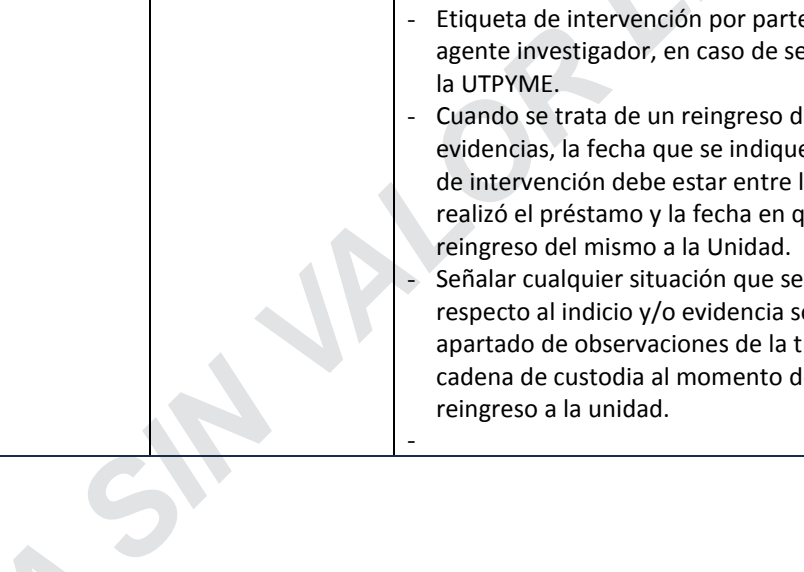 - Etiqueta de intervención por parte
agente investigador, en caso de se
la UTPYME.
- Cuando se trata de un reingreso d
evidencias, la fecha que se indique
de intervención debe estar entre l
realizó el préstamo y la fecha en q
reingreso del mismo a la Unidad.
- Señalar cualquier situación que se
respecto al indicio y/o evidencia se
apartado de observaciones de la t
cadena de custodia al momento d
reingreso a la unidad.
-
A SIN VALOR L